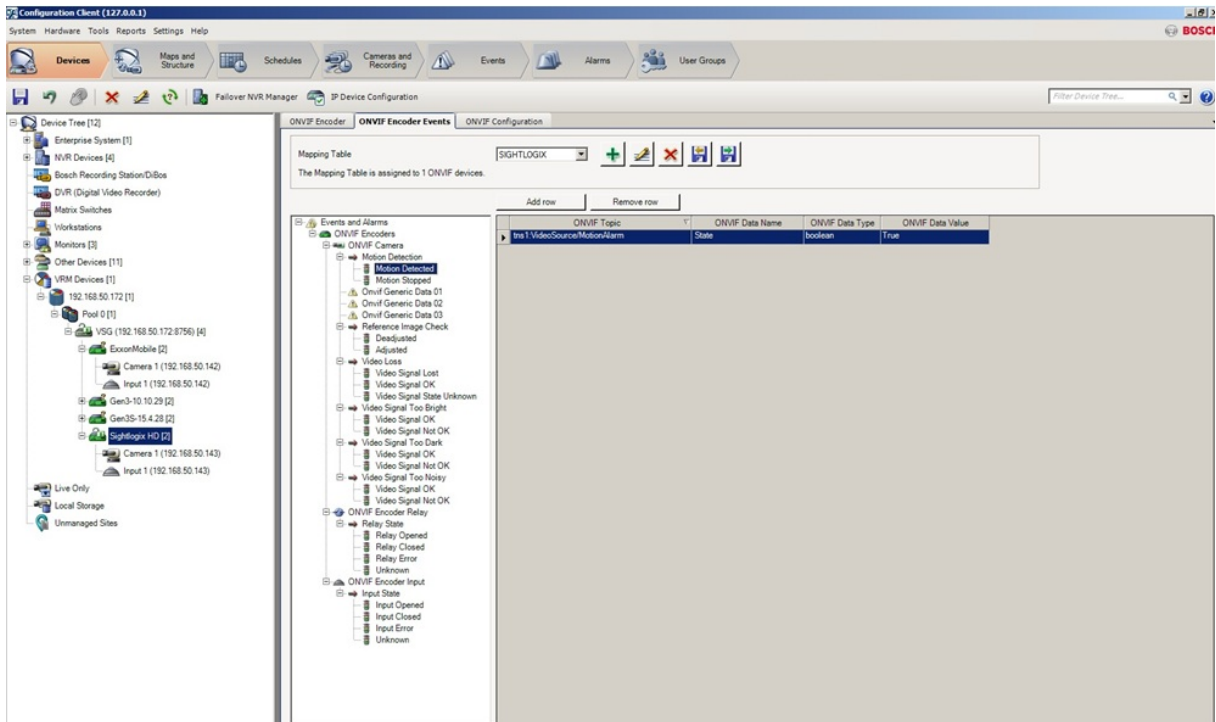 Configuration Client (127.0.0.1)
System Hardware Tools Reports Settings Help
BOSCH
Devices
Maps and Structure
Schedules
Cameras and Recording
Events
Alarms
User Groups
Failover NVR Manager
IP Device Configuration
Filter Device Tree...
Device Tree [12]
Enterprise System [1]
NVR Devices [4]
Bosch Recording Station/DiBos
DVR (Digital Video Recorder)
Matrix Switches
Workstations
Monitors [3]
Other Devices [11]
VRM Devices [1]
192.168.50.172 [1]
Pool 0 [1]
VSG (192.168.50.172:8756) [4]
ExxonMobile [2]
Camera 1 (192.168.50.142)
Input 1 (192.168.50.142)
Gen3-10.10.29 [2]
Gen3S-15.4.28 [2]
Sightlogix HD [2]
Camera 1 (192.168.50.143)
Input 1 (192.168.50.143)
Live Only
Local Storage
Unmanaged Sites
ONVIF Encoder
ONVIF Encoder Events
ONVIF Configuration
Mapping Table
SIGHTLOGIX
The Mapping Table is assigned to 1 ONVIF devices.
Add row
Remove row
Events and Alarms
ONVIF Encoders
ONVIF Camera
Motion Detection
Motion Detected
Motion Stopped
Onvif Generic Data 01
Onvif Generic Data 02
Onvif Generic Data 03
Reference Image Check
Deadjusted
Adjusted
Video Loss
Video Signal Lost
Video Signal OK
Video Signal State Unknown
Video Signal Too Bright
Video Signal OK
Video Signal Not OK
Video Signal Too Dark
Video Signal OK
Video Signal Not OK
Video Signal Too Noisy
Video Signal OK
Video Signal Not OK
ONVIF Encoder Relay
Relay State
Relay Opened
Relay Closed
Relay Error
Unknown
ONVIF Encoder Input
Input State
Input Opened
Input Closed
Input Error
Unknown
ONVIF Topic ONVIF Data Name ONVIF Data Type ONVIF Data Value
tns1:VideoSource/MotionAlarm State boolean True